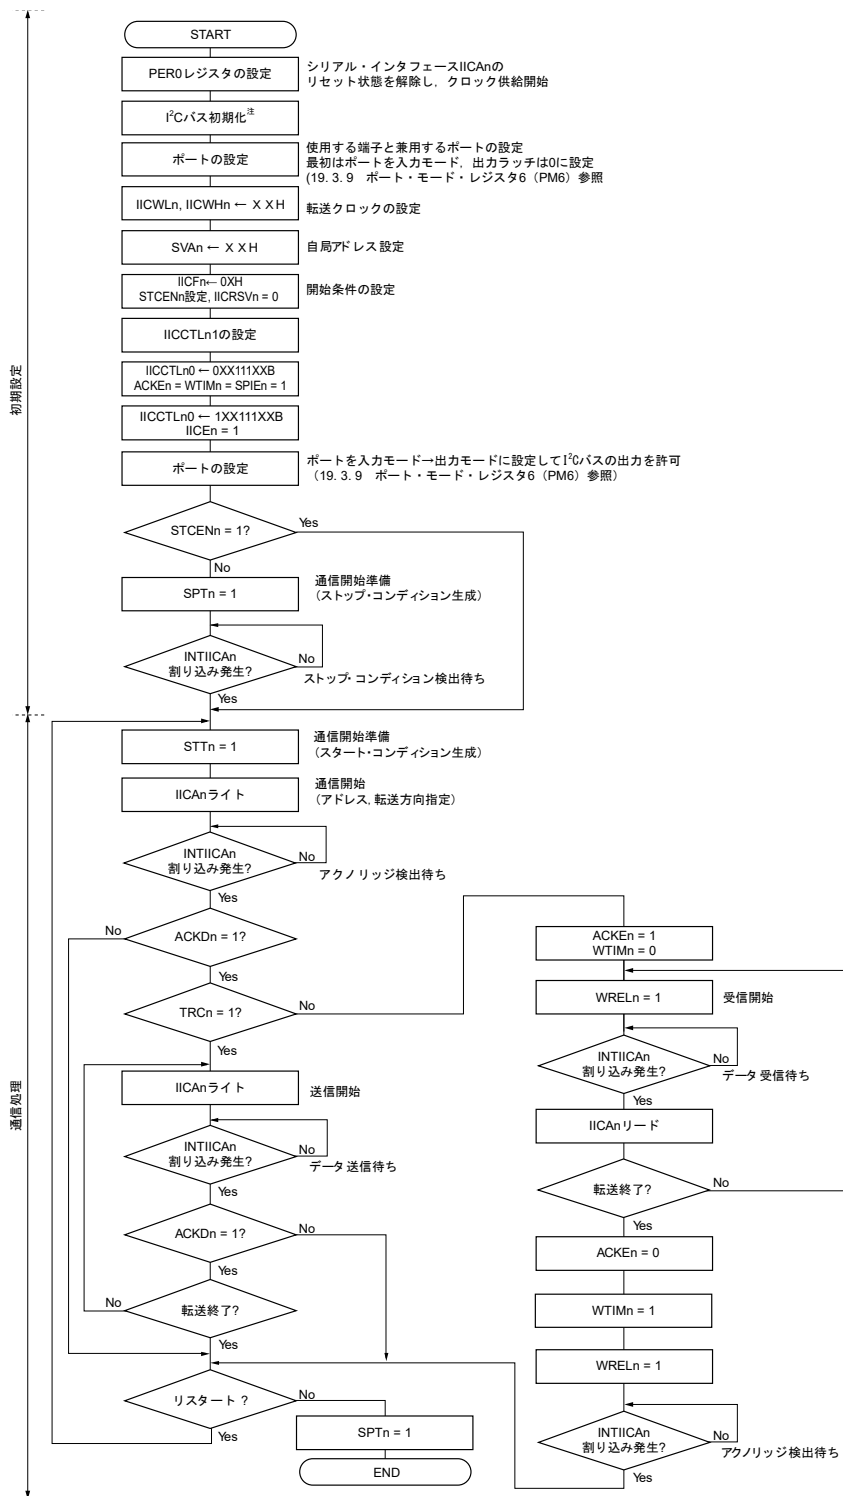 START
PER0レジスタの設定
シリアル・インタフェースIICAnの
リセット状態を解除し，クロック供給開始
I²Cバス初期化注
ポートの設定
使用する端子と兼用するポートの設定
最初はポートを入力モード，出力ラッチは0に設定
(19. 3. 9 ポート・モード・レジスタ6（PM6）参照
IICWLn, IICWHn ← ＸＸH
転送クロックの設定
SVAn ← ＸＸH
自局アドレス設定
IICFn← 0XH
STCENn設定, IICRSVn = 0
開始条件の設定
IICCTLn1の設定
IICCTLn0 ← 0XX111XXB
ACKEn = WTIMn = SPIEn = 1
IICCTLn0 ← 1XX111XXB
IICEn = 1
ポートの設定
ポートを入力モード→出力モードに設定してI²Cバスの出力を許可
（19. 3. 9 ポート・モード・レジスタ6（PM6）参照）
初期設定
STCENn = 1?
Yes
No
SPTn = 1
通信開始準備
（ストップ・コンディション生成）
INTIICAn
割り込み発生?
No
ストップ・コンディション検出待ち
Yes
通信処理
STTn = 1
通信開始準備
（スタート・コンディション生成）
IICAnライト
通信開始
（アドレス, 転送方向指定）
INTIICAn
割り込み発生?
No
アクノリッジ検出待ち
Yes
No
ACKDn = 1?
Yes
TRCn = 1?
No
Yes
IICAnライト
送信開始
INTIICAn
割り込み発生?
No
データ送信待ち
Yes
ACKDn = 1?
No
Yes
No
転送終了?
Yes
リスタート？
No
Yes
SPTn = 1
END
ACKEn = 1
WTIMn = 0
WRELn = 1
受信開始
INTIICAn
割り込み発生?
No
データ受信待ち
Yes
IICAnリード
転送終了?
No
Yes
ACKEn = 0
WTIMn = 1
WRELn = 1
INTIICAn
割り込み発生?
No
アクノリッジ検出待ち
Yes